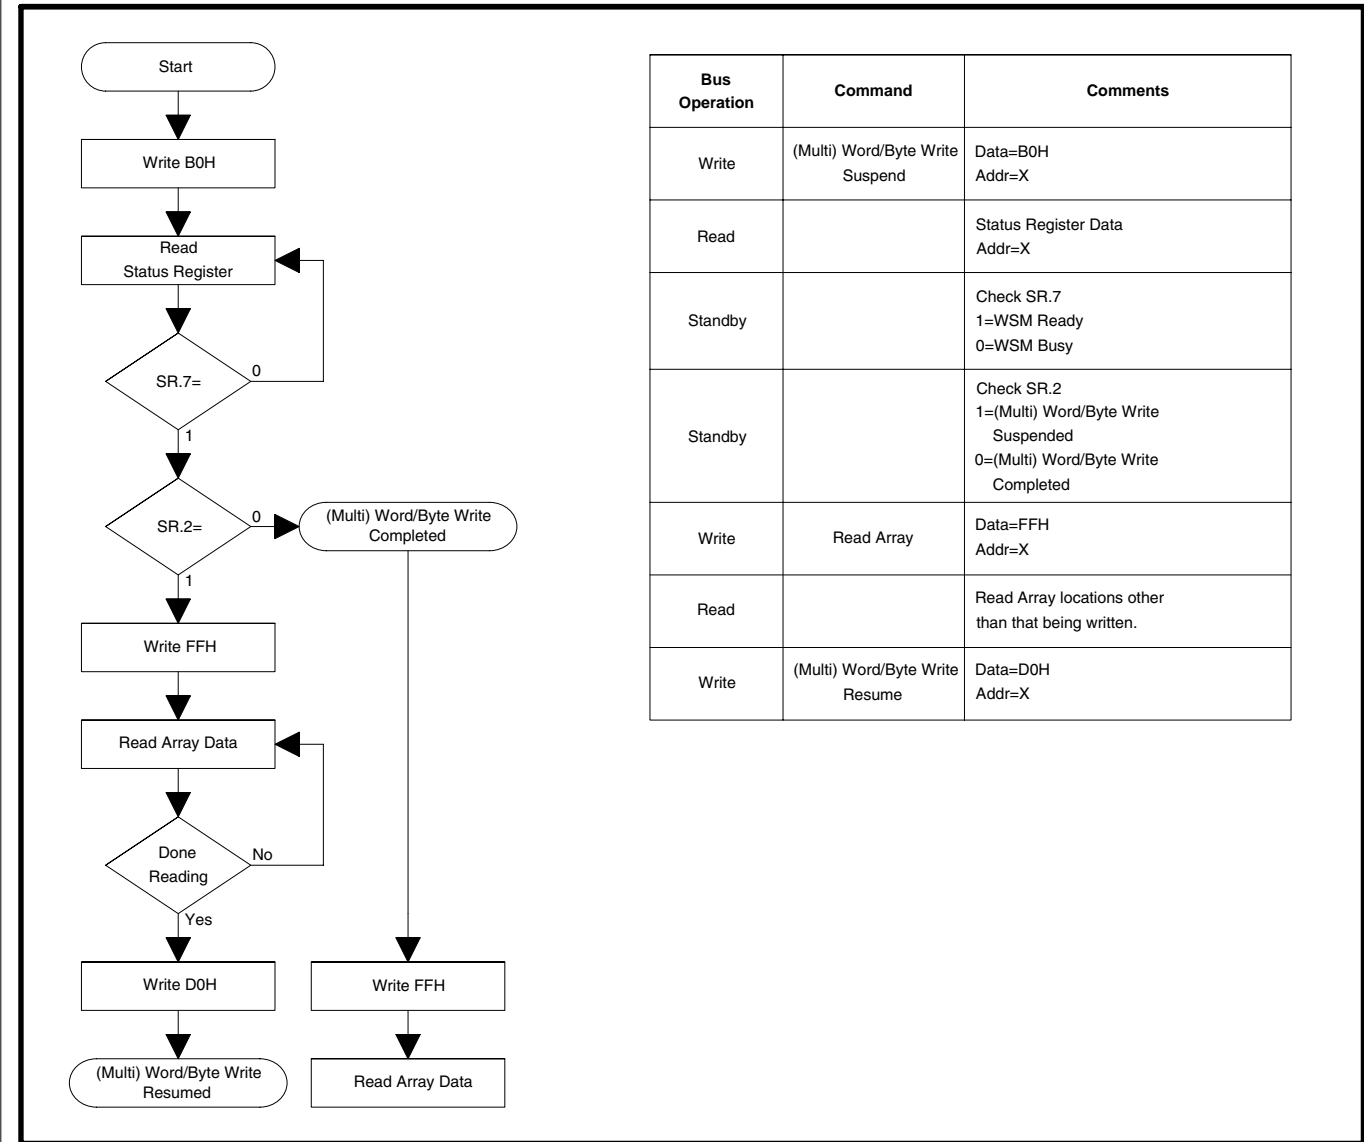 Start
Write B0H
Read
Status Register
SR.7=
0
1
SR.2=
0
(Multi) Word/Byte Write
Completed
1
Write FFH
Read Array Data
Done
Reading
No
Yes
Write D0H
Write FFH
(Multi) Word/Byte Write
Resumed
Read Array Data
Bus
Operation
Command
Comments
Write
(Multi) Word/Byte Write
Suspend
Data=B0H
Addr=X
Read
Status Register Data
Addr=X
Standby
Check SR.7
1=WSM Ready
0=WSM Busy
Standby
Check SR.2
1=(Multi) Word/Byte Write
Suspended
0=(Multi) Word/Byte Write
Completed
Write
Read Array
Data=FFH
Addr=X
Read
Read Array locations other
than that being written.
Write
(Multi) Word/Byte Write
Resume
Data=D0H
Addr=X